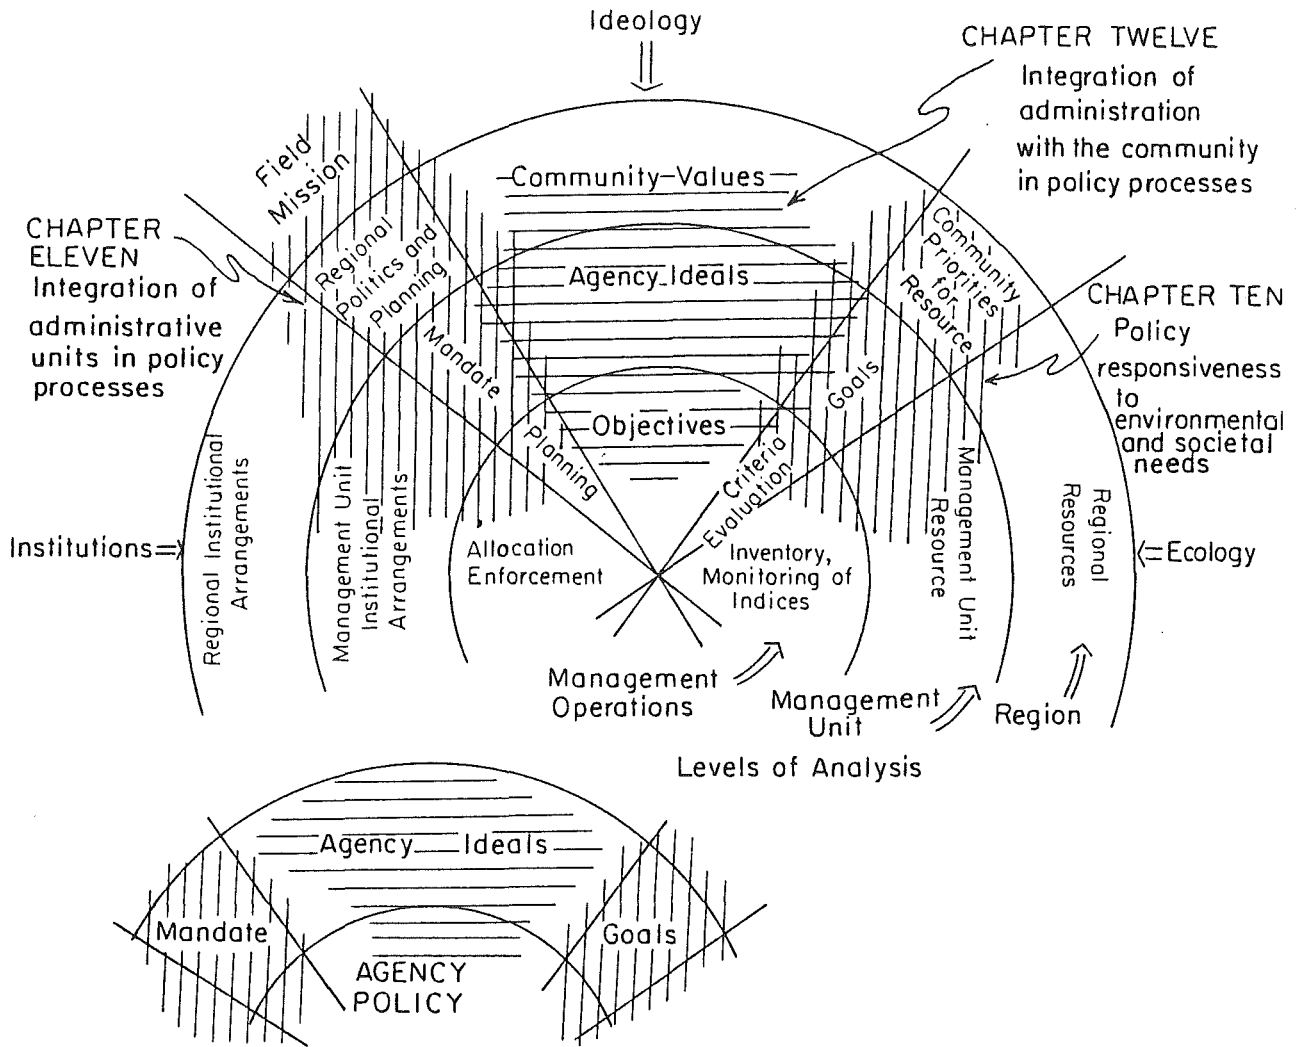 Ideology
CHAPTER TWELVE
Integration of
administration
with the community
in policy processes
Field
Mission
Community Values
CHAPTER
ELEVEN
Integration of
administrative
units in policy
processes
Regional
Politics and
Planning
Mandate
Planning
Agency Ideals
Objectives
Community
Priorities
for
Resource
Goals
Criteria
Evaluation
CHAPTER TEN
Policy
responsiveness
to
environmental
and societal
needs
Institutions
Regional Institutional
Arrangements
Management Unit
Institutional
Arrangements
Allocation
Enforcement
Inventory,
Monitoring of
Indices
Management Unit
Resource
Regional
Resources
Ecology
Management
Operations
Management
Unit
Region
Levels of Analysis
Agency Ideals
Mandate
Goals
AGENCY
POLICY